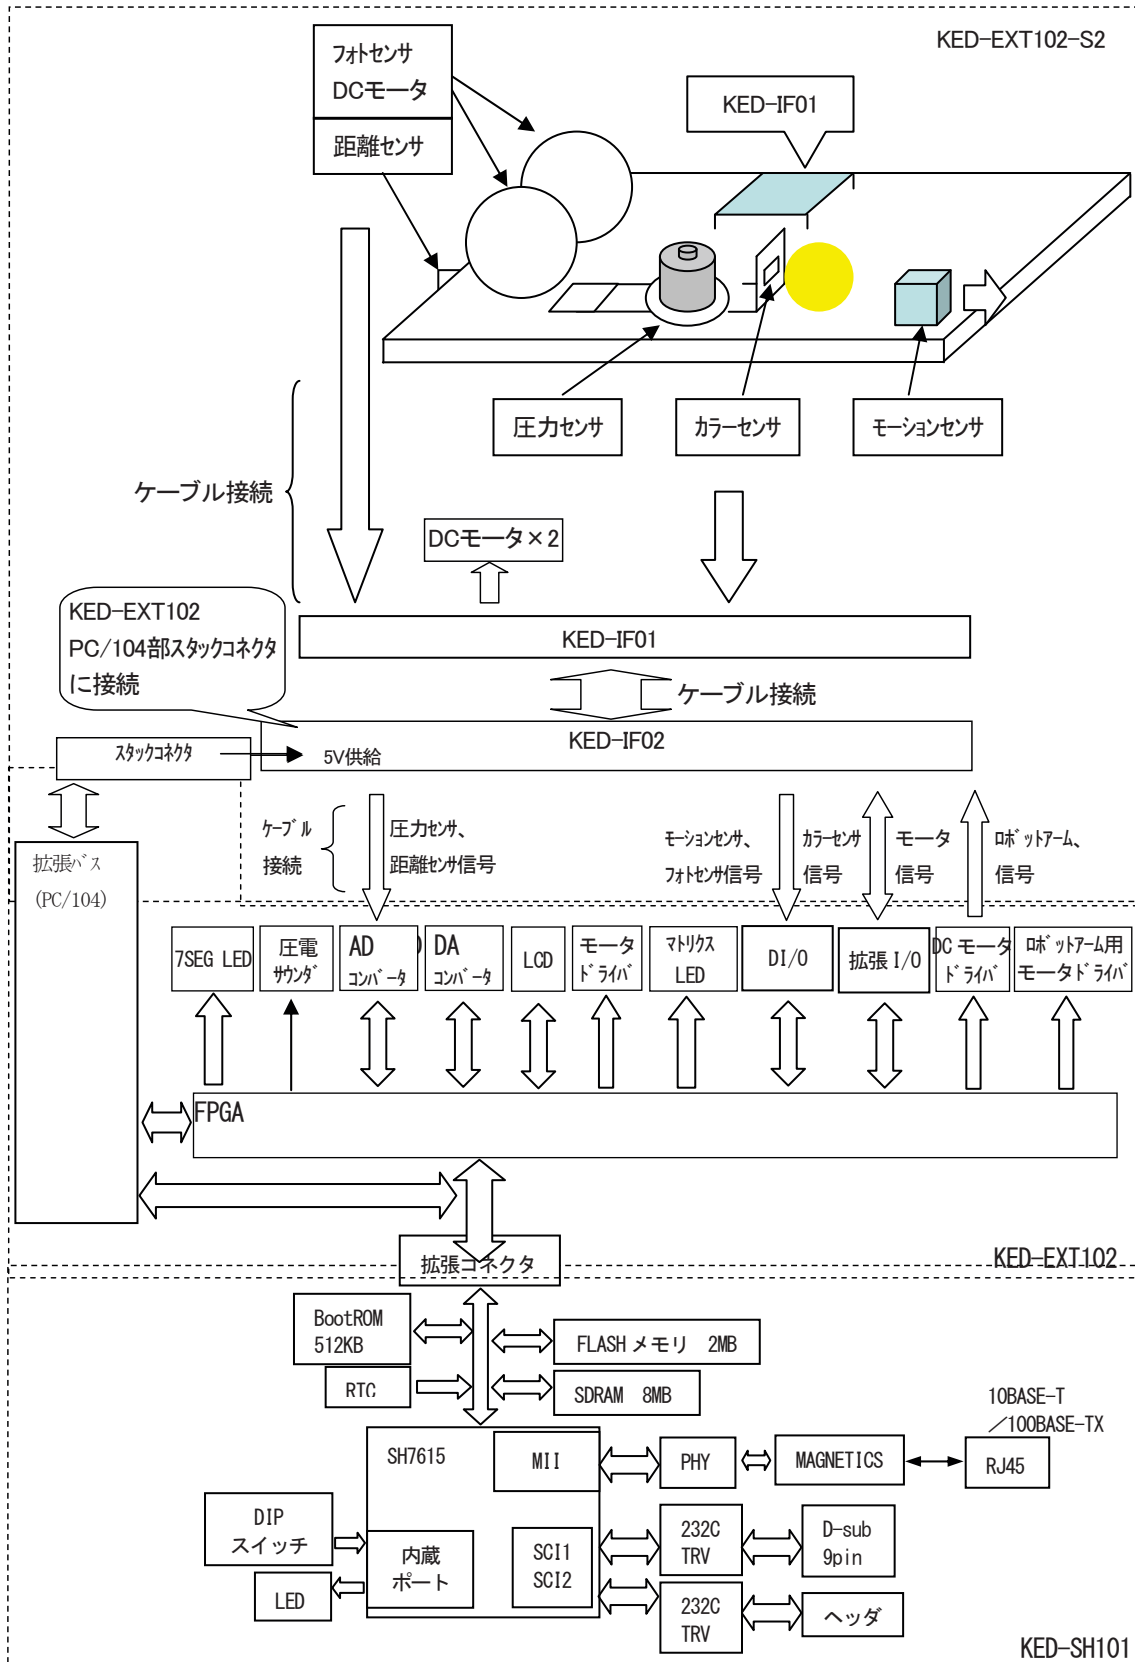 KED-EXT102-S2
フォトセンサ
DCモータ
距離センサ
KED-IF01
圧力センサ
カラーセンサ
モーションセンサ
ケーブル接続
DCモータ×2
KED-EXT102
PC/104部スタックコネクタ
に接続
KED-IF01
ケーブル接続
KED-IF02
スタックコネクタ
5V供給
ケーブル
接続
圧力センサ、
距離センサ信号
モーションセンサ、
フォトセンサ信号
カラーセンサ
信号
モータ
信号
ロボットアーム、
信号
拡張バス
(PC/104)
7SEG LED
圧電
サウンダ
AD
コンバータ
DA
コンバータ
LCD
モータ
ドライバ
マトリクス
LED
DI/O
拡張 I/O
DC モータ
ドライバ
ロボットアーム用
モータドライバ
FPGA
拡張コネクタ
KED-EXT102
BootROM
512KB
FLASH メモリ 2MB
RTC
SDRAM 8MB
10BASE-T
／100BASE-TX
SH7615
MII
PHY
MAGNETICS
RJ45
DIP
スイッチ
内蔵
ポート
SCI1
SCI2
232C
TRV
D-sub
9pin
LED
232C
TRV
ヘッダ
KED-SH101